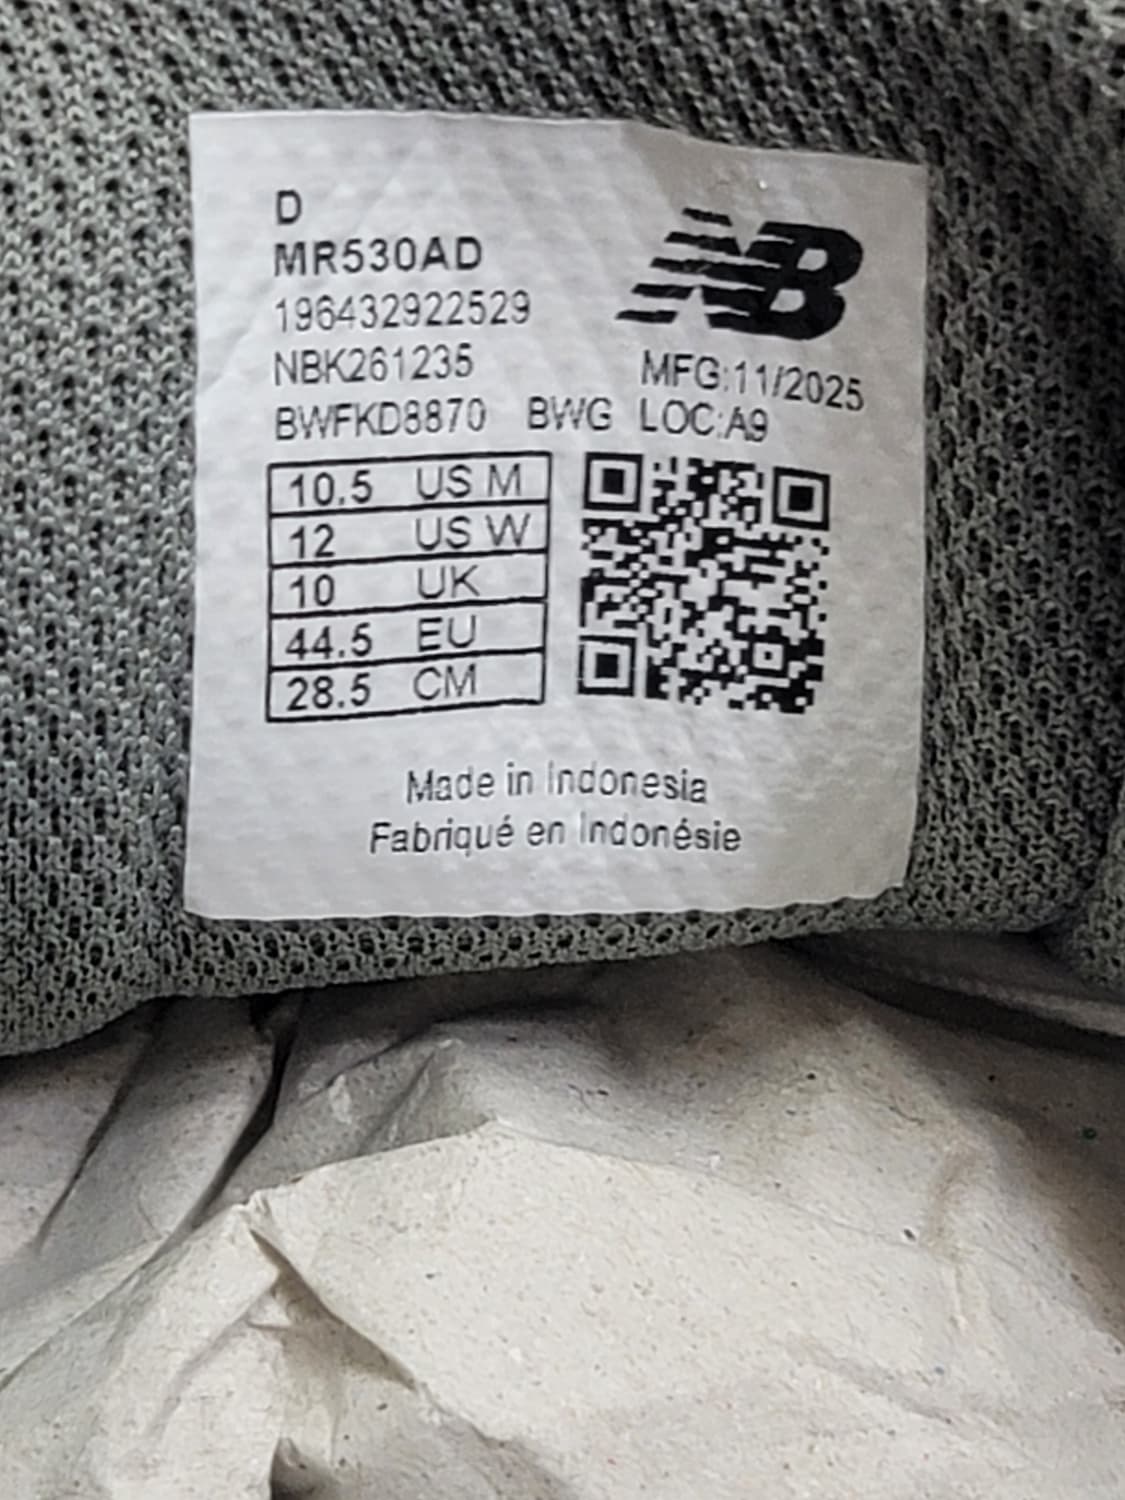 D
MR530AD
196432922529
NBK261235
BWFKD8870 BWG
NB
MFG:11/2025
LOC:A9
10.5 US M
12 US W
10 UK
44.5 EU
28.5 CM
Made in Indonesia
Fabriqué en Indonésie